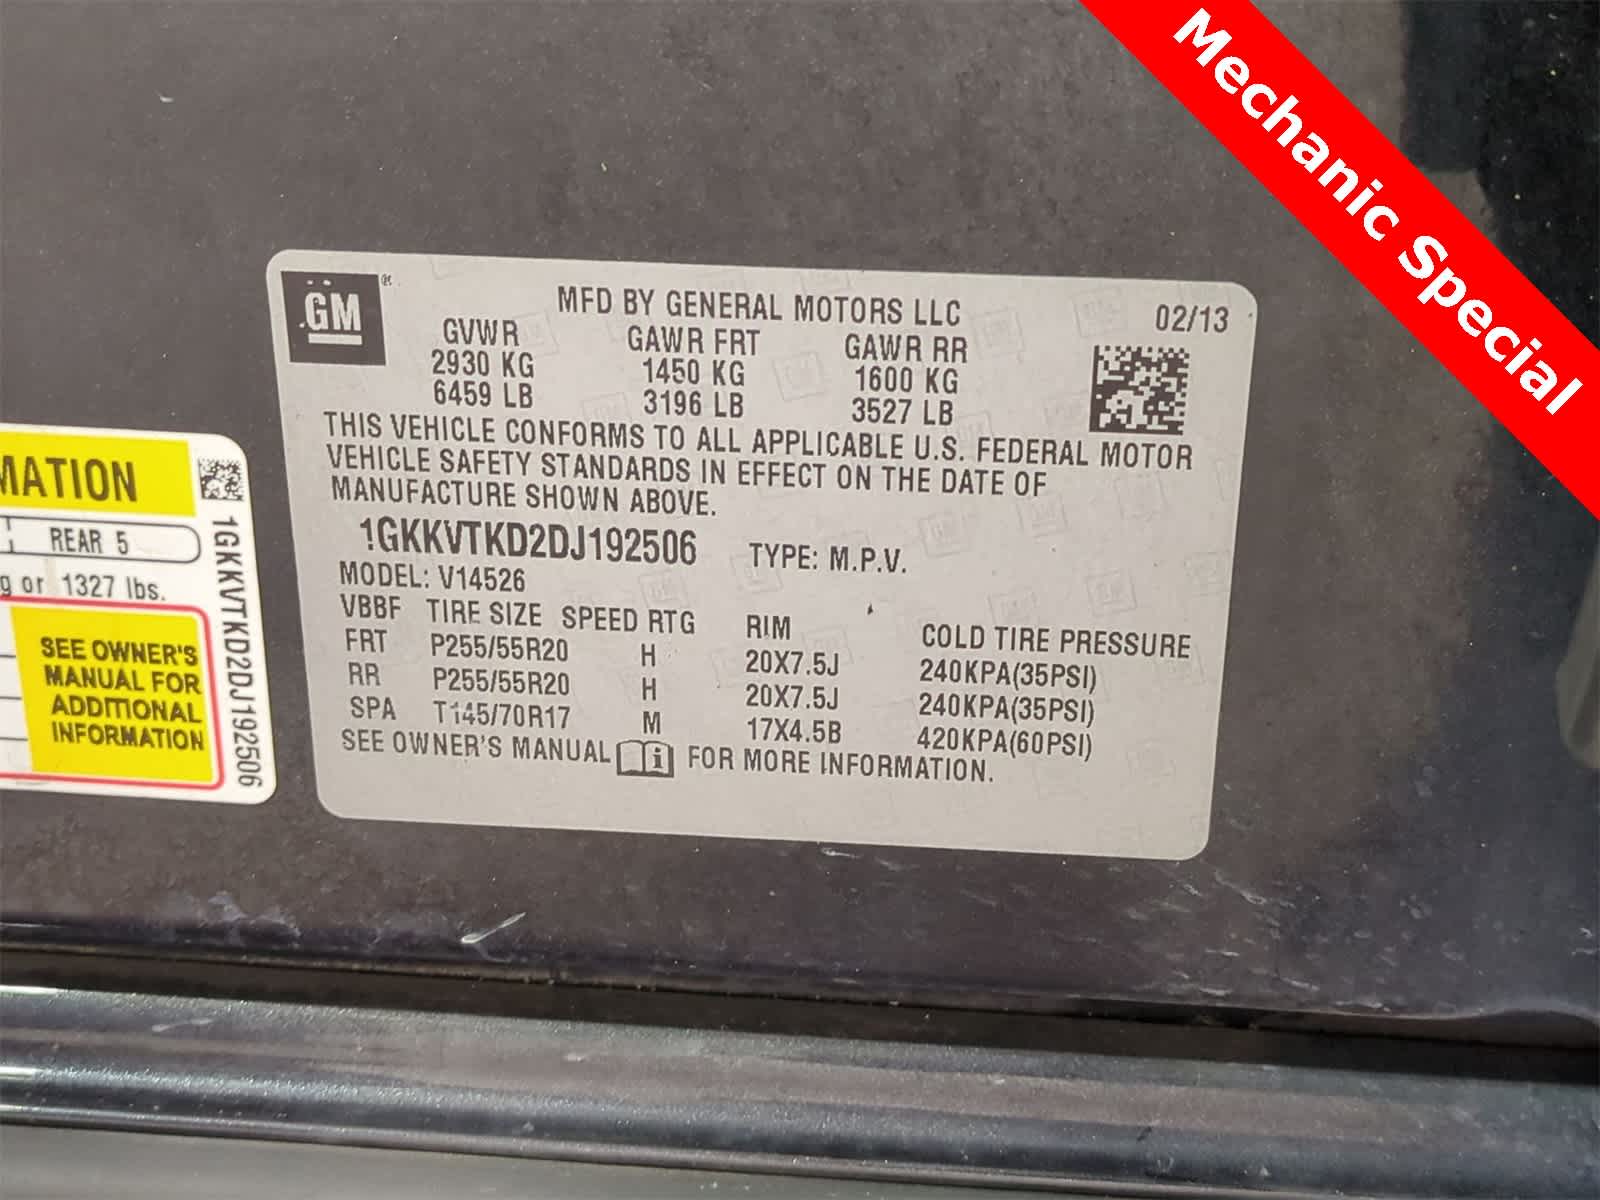 Mechanic Special
GM
MFD BY GENERAL MOTORS LLC 02/13
GVWR GAWR FRT GAWR RR
2930 KG 1450 KG 1600 KG
6459 LB 3196 LB 3527 LB
THIS VEHICLE CONFORMS TO ALL APPLICABLE U.S. FEDERAL MOTOR
VEHICLE SAFETY STANDARDS IN EFFECT ON THE DATE OF
MANUFACTURE SHOWN ABOVE.
1GKKVTKD2DJ192506 TYPE: M.P.V.
MODEL: V14526
VBBF TIRE SIZE SPEED RTG RIM COLD TIRE PRESSURE
FRT P255/55R20 H 20X7.5J 240KPA(35PSI)
RR P255/55R20 H 20X7.5J 240KPA(35PSI)
SPA T145/70R17 M 17X4.5B 420KPA(60PSI)
SEE OWNER'S MANUAL FOR MORE INFORMATION.
MATION
REAR 5
g or 1327 lbs.
SEE OWNER'S
MANUAL FOR
ADDITIONAL
INFORMATION
1GKKVTKD2DJ192506